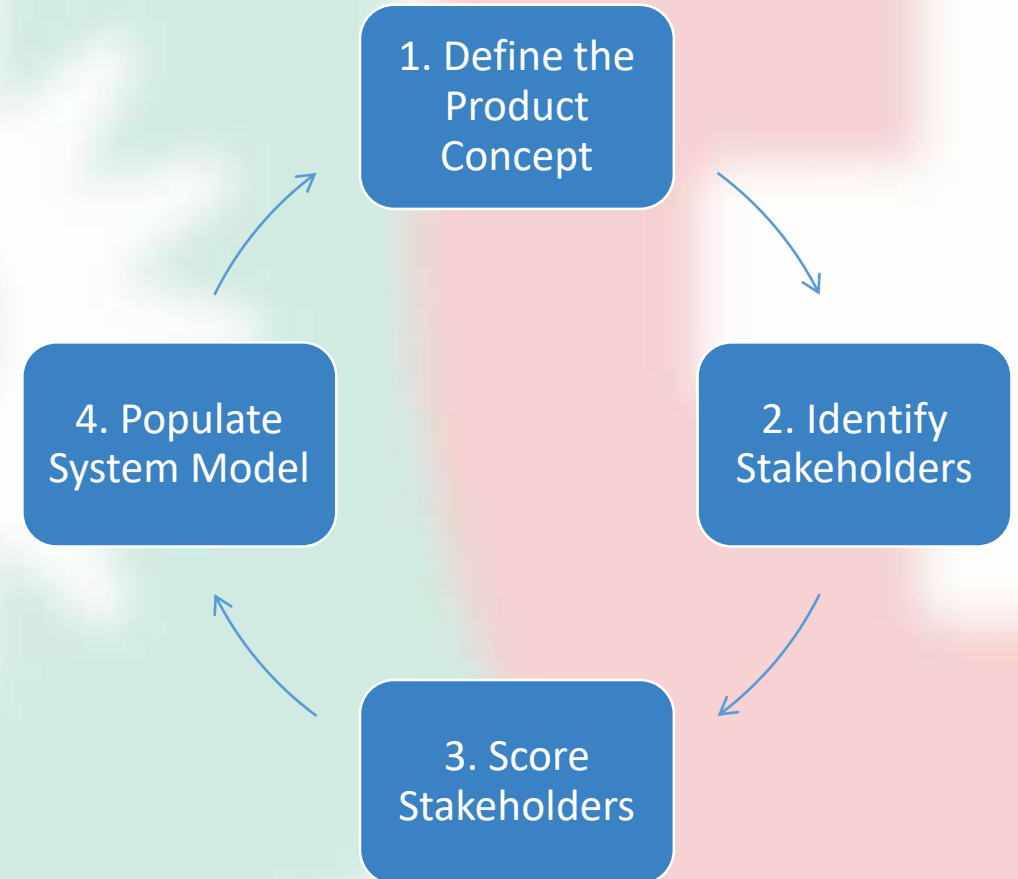 1. Define the
Product
Concept
2. Identify
Stakeholders
3. Score
Stakeholders
4. Populate
System Model